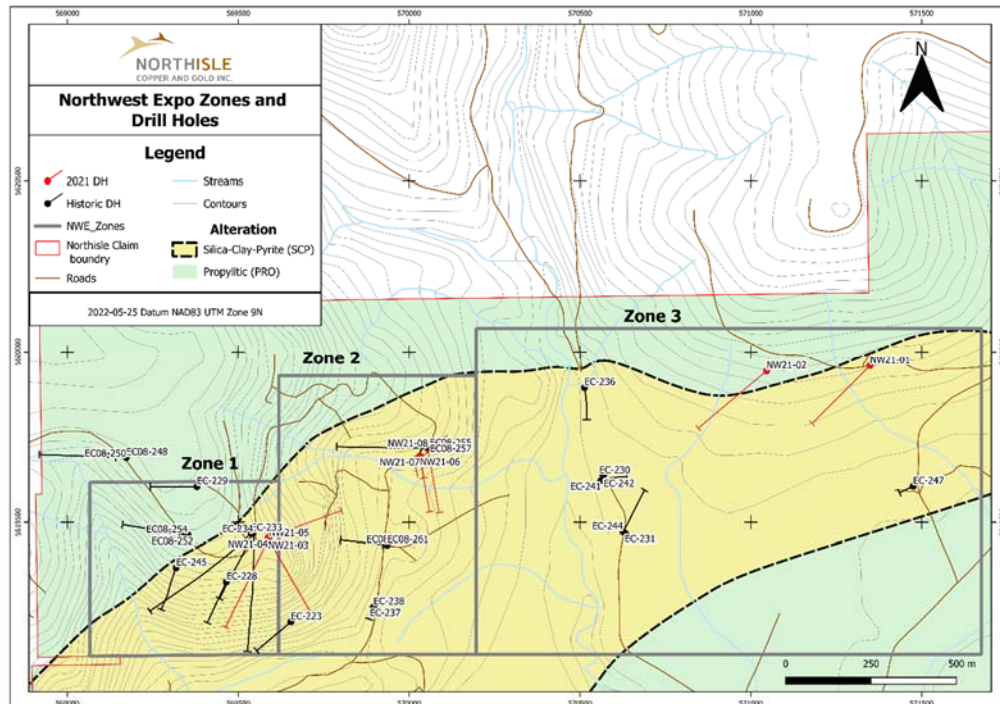 569000 569500 570000 570500 571000 571500
NORTHISLE
COPPER AND GOLD INC.
Northwest Expo Zones and
Drill Holes
Legend
2021 DH
Historic DH
NWE_Zones
Northisle Claim
boundry
Roads
Streams
Contours
Alteration
Silica-Clay-Pyrite (SCP)
Propylitic (PRO)
2022-05-25 Datum NAD83 UTM Zone 9N
N
5620500
Zone 3
5620000
Zone 2
NW21-02
NW21-01
EC-236
NW21-08
EC08-255
EC08-257
EC08-250
EC08-248
NW21-07
NW21-06
Zone 1
EC-230
EC-229
EC-241
EC-242
EC-247
EC08-254
EC-234
EC-233
NW21-05
EC-244
EC08-252
NW21-04
NW21-03
EC08-261
EC-231
EC-245
EC-228
EC-238
EC-237
EC-223
0 250 500 m
569000 569500 570000 570500 571000 571500